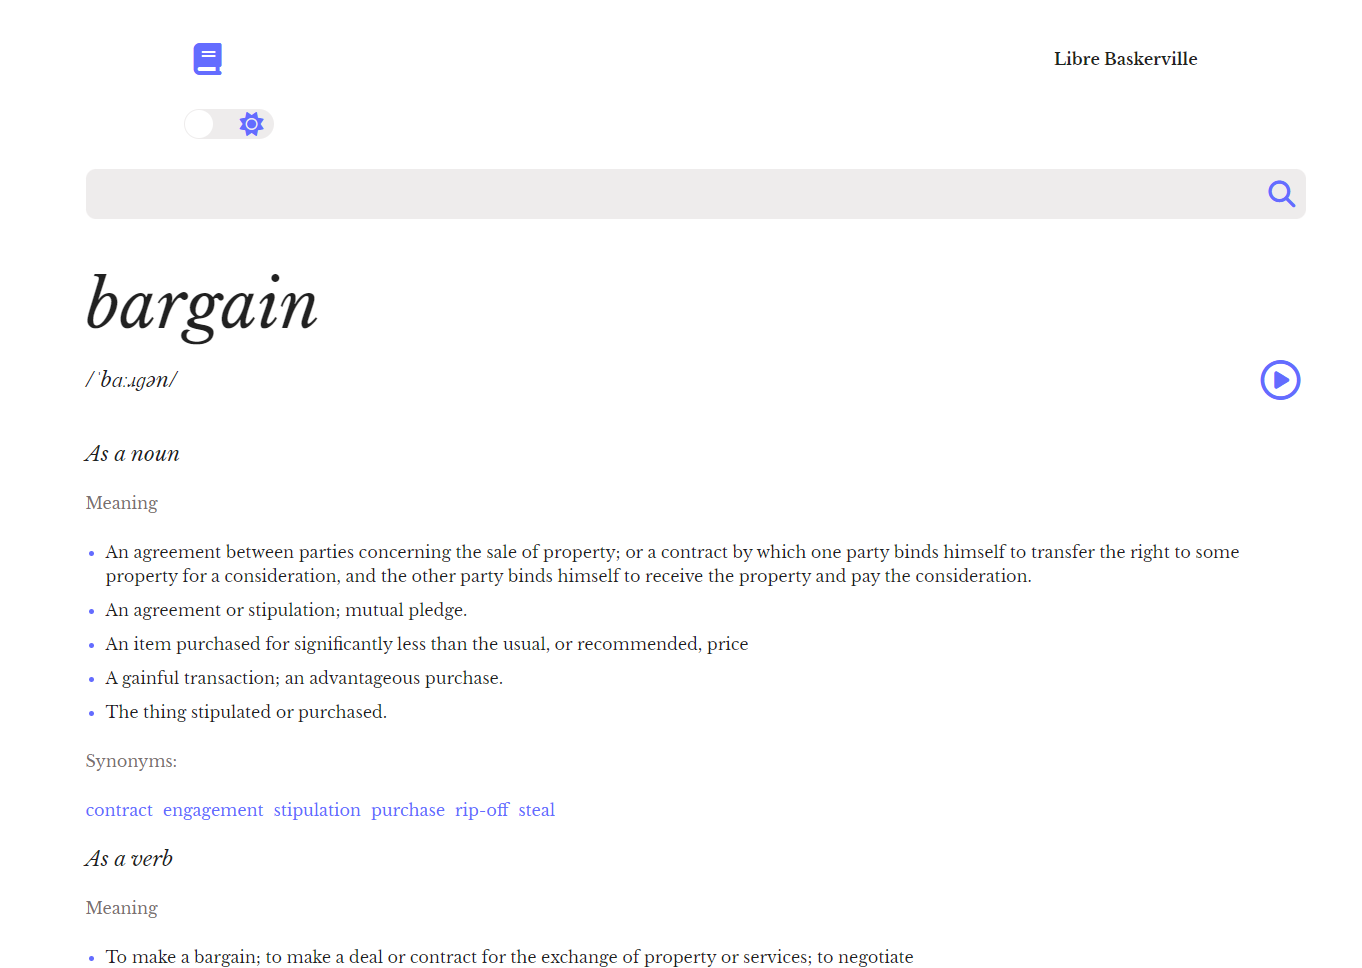 Libre Baskerville
bargain
/ˈbɑːɹɡən/
As a noun
Meaning
• An agreement between parties concerning the sale of property; or a contract by which one party binds himself to transfer the right to some
property for a consideration, and the other party binds himself to receive the property and pay the consideration.
• An agreement or stipulation; mutual pledge.
• An item purchased for significantly less than the usual, or recommended, price
• A gainful transaction; an advantageous purchase.
• The thing stipulated or purchased.
Synonyms:
contract engagement stipulation purchase rip-off steal
As a verb
Meaning
• To make a bargain; to make a deal or contract for the exchange of property or services; to negotiate